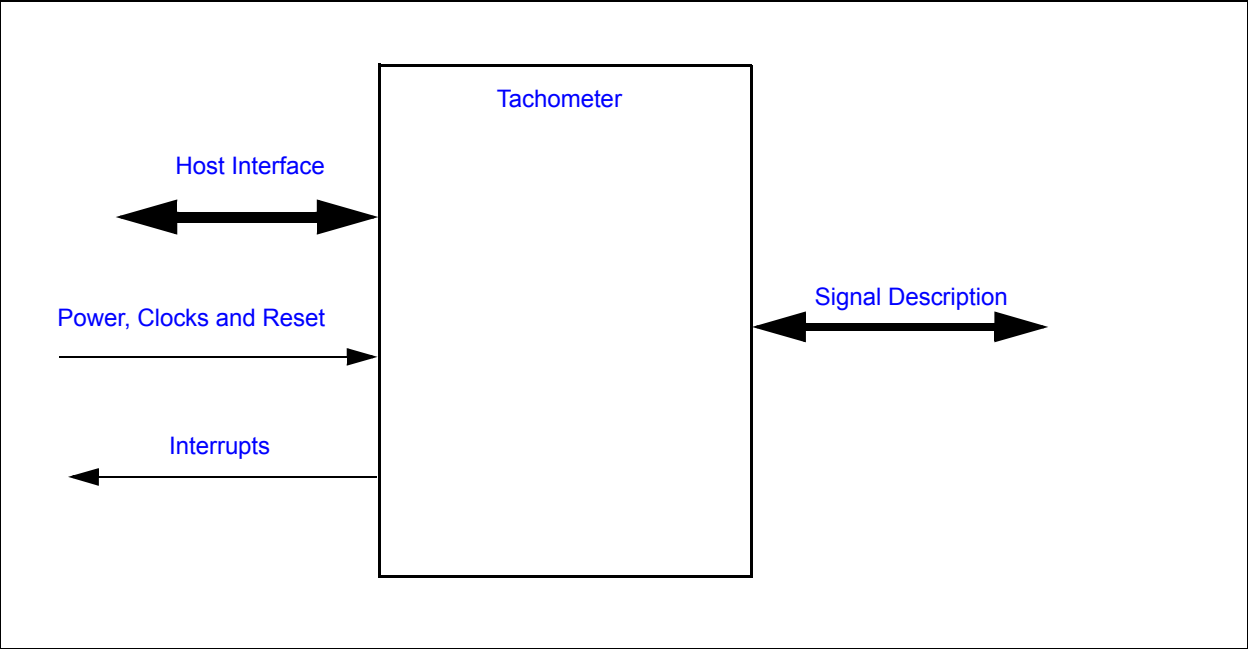 Tachometer
Host Interface
Signal Description
Power, Clocks and Reset
Interrupts